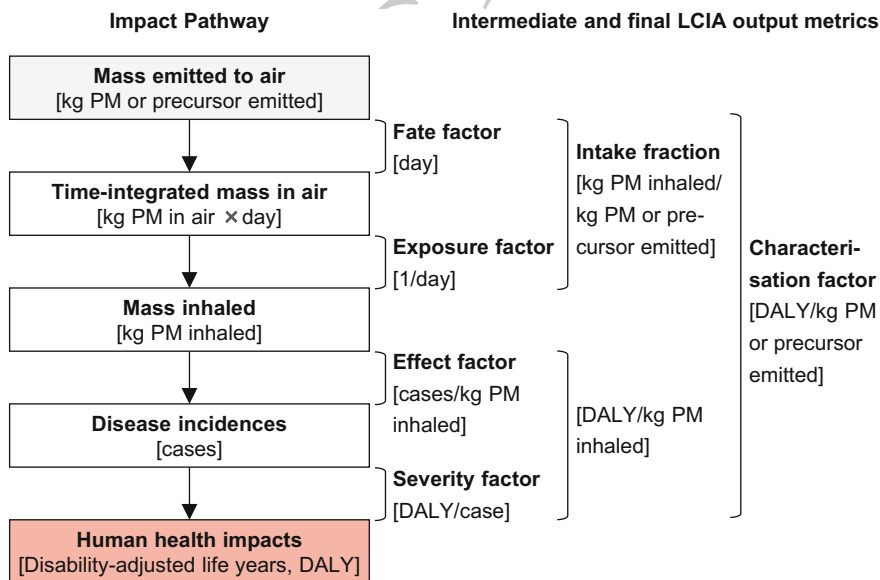 Impact Pathway
Intermediate and final LCIA output metrics
Mass emitted to air
[kg PM or precursor emitted]
Fate factor
[day]
Intake fraction
[kg PM inhaled/
kg PM or pre-
cursor emitted]
Time-integrated mass in air
[kg PM in air × day]
Exposure factor
[1/day]
Characteri-
sation factor
[DALY/kg PM
or precursor
emitted]
Mass inhaled
[kg PM inhaled]
Effect factor
[cases/kg PM
inhaled]
[DALY/kg PM
inhaled]
Disease incidences
[cases]
Severity factor
[DALY/case]
Human health impacts
[Disability-adjusted life years, DALY]